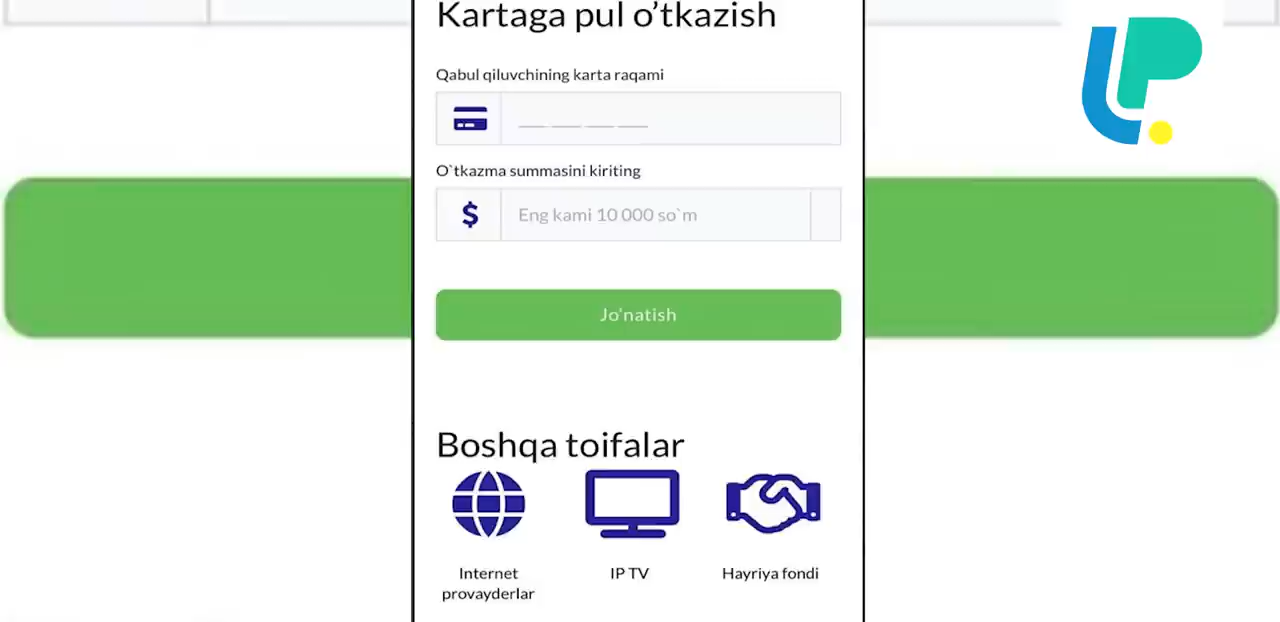 Kartaga pul o’tkazish
Qabul qiluvchining karta raqami
O`tkazma summasini kiriting
$
Eng kami 10 000 so`m
Jo'natish
Boshqa toifalar
Internet
provayderlar
IP TV
Hayriya fondi